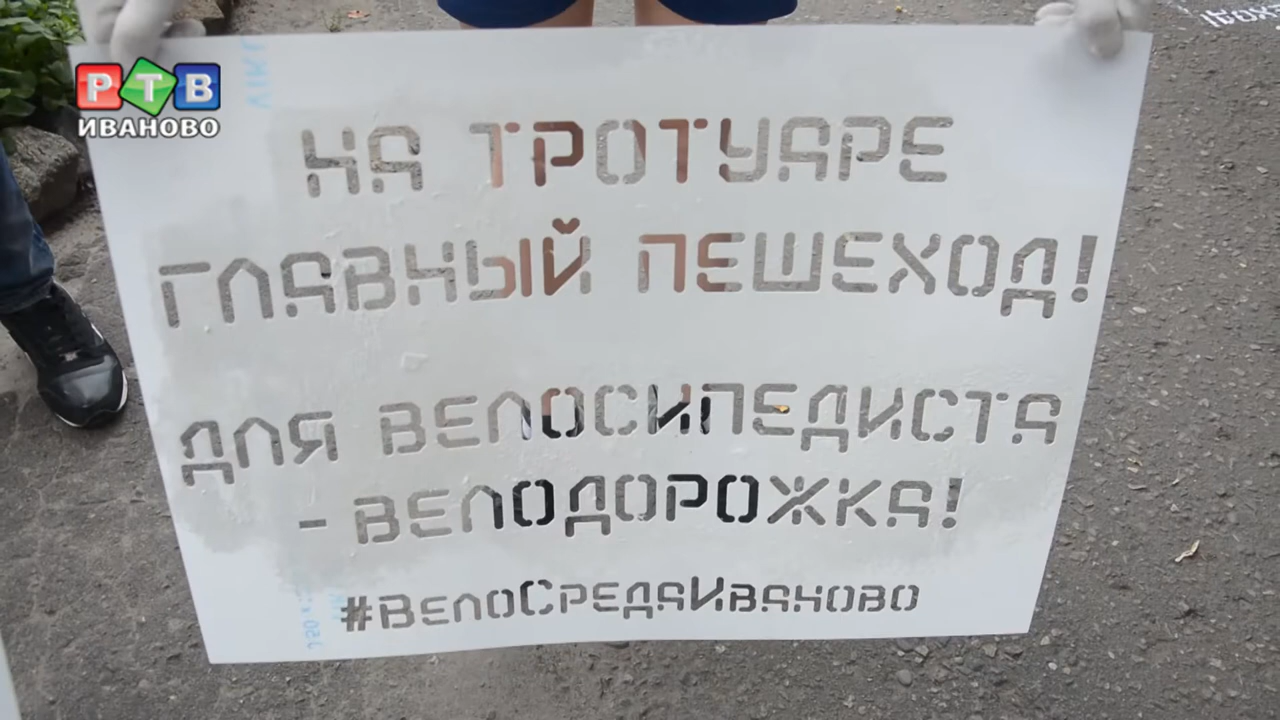 РТВ
ИВАНОВО
НА ТРОТУАРЕ
ГЛАВНЫЙ ПЕШЕХОД!
ДЛЯ ВЕЛОСИПЕДИСТА
- ВЕЛОДОРОЖКА!
#ВелоСредаИваново